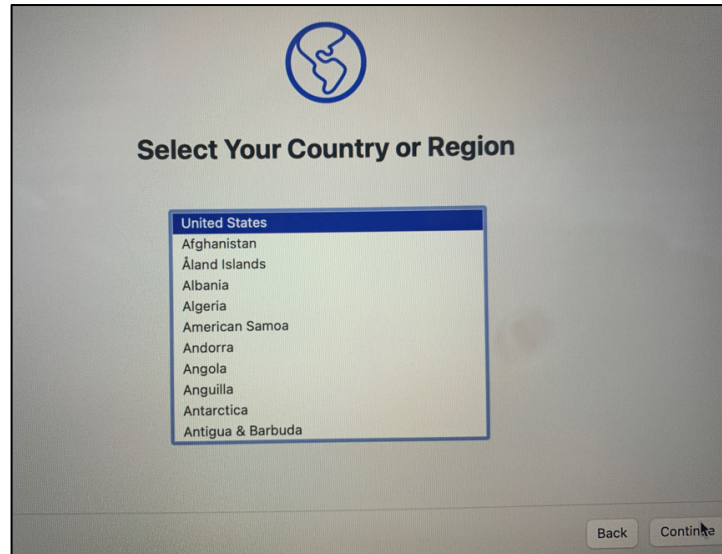 Select Your Country or Region
United States
Afghanistan
Åland Islands
Albania
Algeria
American Samoa
Andorra
Angola
Anguilla
Antarctica
Antigua & Barbuda
Back
Continue